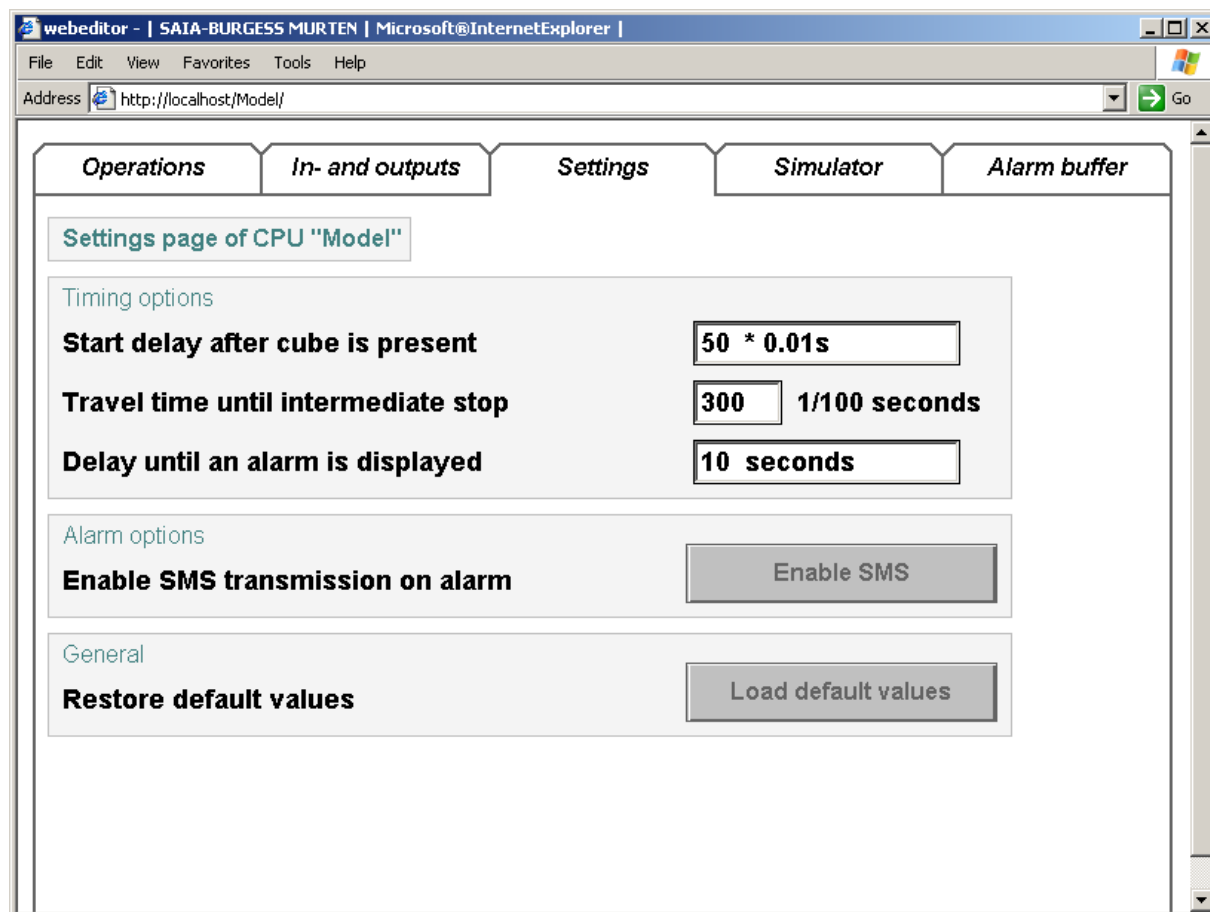 webeditor - | SAIA-BURGESS MURTEN | Microsoft®InternetExplorer |
File Edit View Favorites Tools Help
Address http://localhost/Model/ Go
Operations In- and outputs Settings Simulator Alarm buffer
Settings page of CPU "Model"
Timing options
Start delay after cube is present 50 * 0.01s
Travel time until intermediate stop 300 1/100 seconds
Delay until an alarm is displayed 10 seconds
Alarm options
Enable SMS transmission on alarm Enable SMS
General
Restore default values Load default values